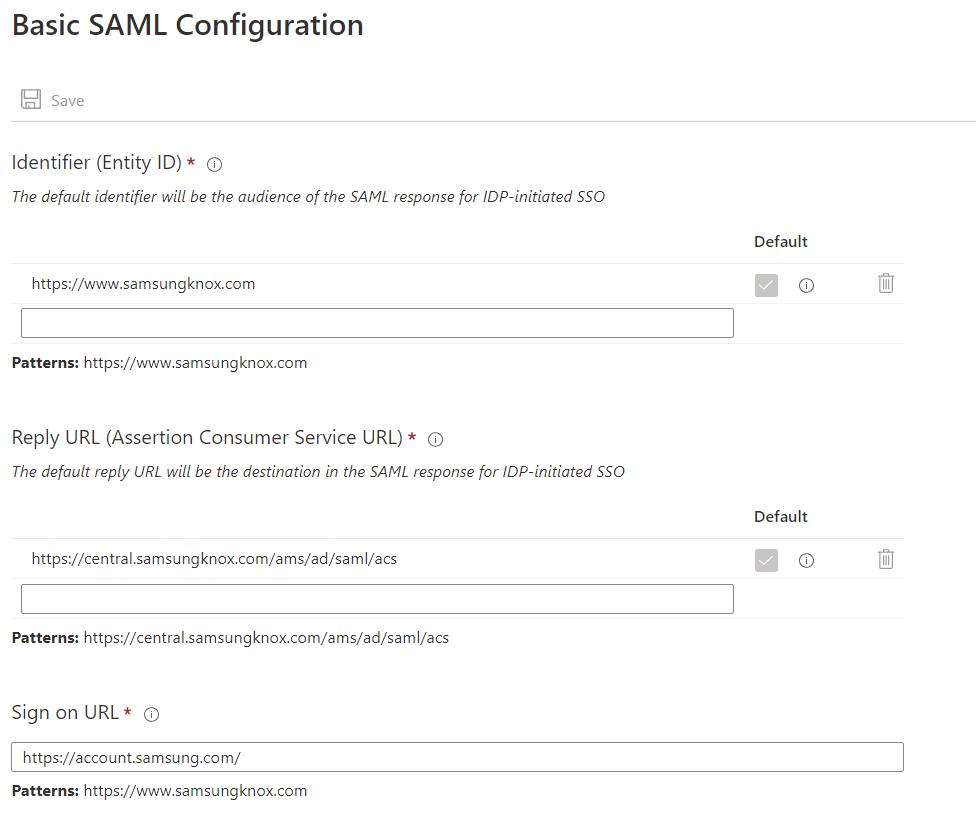 Basic SAML Configuration
Save
Identifier (Entity ID) *
The default identifier will be the audience of the SAML response for IDP-initiated SSO
Default
https://www.samsungknox.com
Patterns: https://www.samsungknox.com
Reply URL (Assertion Consumer Service URL) *
The default reply URL will be the destination in the SAML response for IDP-initiated SSO
Default
https://central.samsungknox.com/ams/ad/saml/acs
Patterns: https://central.samsungknox.com/ams/ad/saml/acs
Sign on URL *
https://account.samsung.com/
Patterns: https://www.samsungknox.com